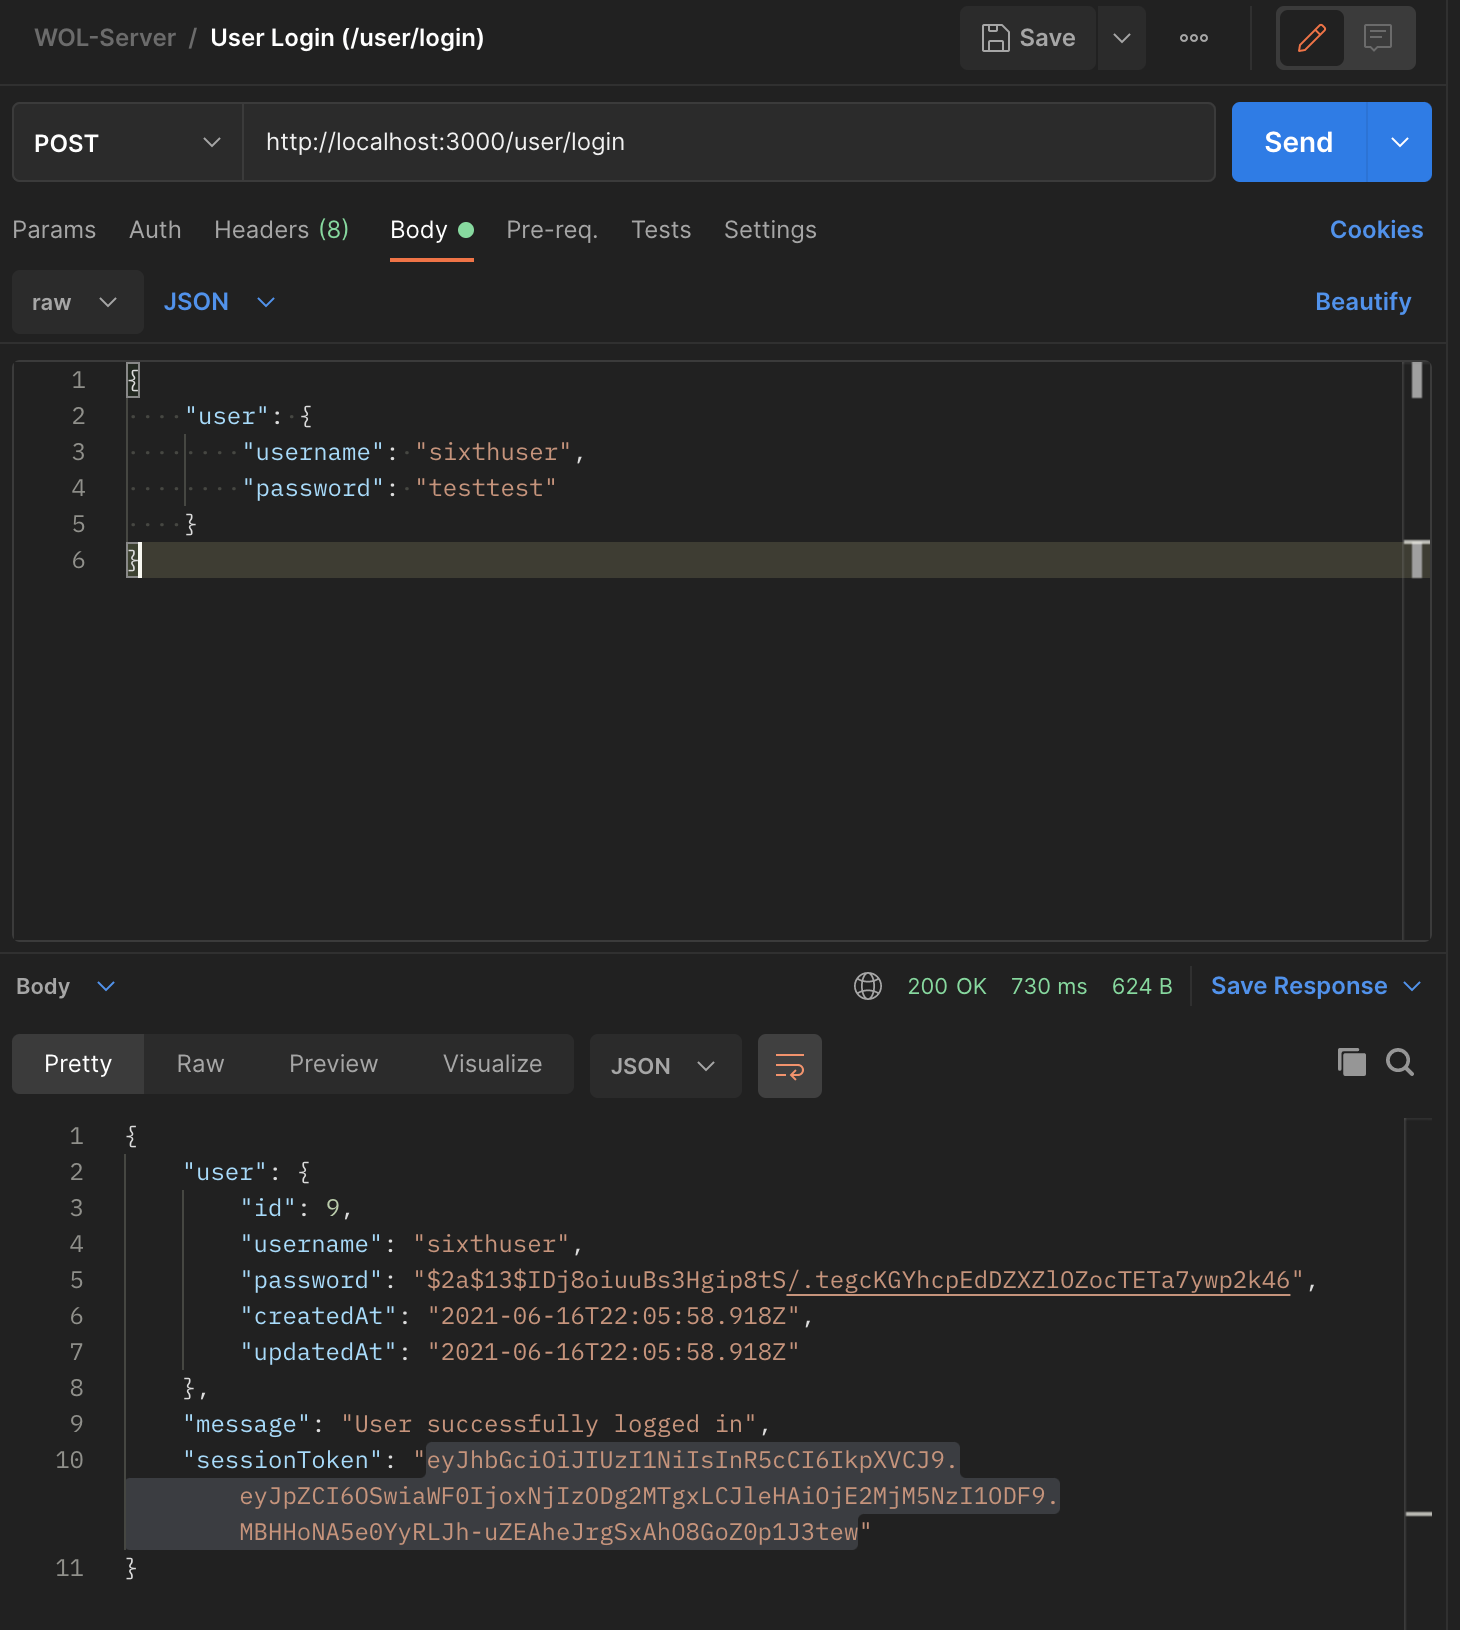 WOL-Server / User Login (/user/login) Save
POST http://localhost:3000/user/login Send
Params Auth Headers (8) Body Pre-req. Tests Settings Cookies
raw JSON Beautify
1 {
2 "user": {
3 "username": "sixthuser",
4 "password": "testtest"
5 }
6 }
Body 200 OK 730 ms 624 B Save Response
Pretty Raw Preview Visualize JSON
1 {
2 "user": {
3 "id": 9,
4 "username": "sixthuser",
5 "password": "$2a$13$IDj8oiuuBs3Hgip8tS/.tegcKGYhcpEdDZXZlOZocTETa7ywp2k46",
6 "createdAt": "2021-06-16T22:05:58.918Z",
7 "updatedAt": "2021-06-16T22:05:58.918Z"
8 },
9 "message": "User successfully logged in",
10 "sessionToken": "eyJhbGciOiJIUzI1NiIsInR5cCI6IkpXVCJ9.
eyJpZCI6OSwiaWF0IjoxNjIzODg2MTgxLCJleHAiOjE2MjM5NzI1ODF9.
MBHHoNA5e0YyRLJh-uZEAheJrgSxAhO8GoZ0p1J3tew"
11 }